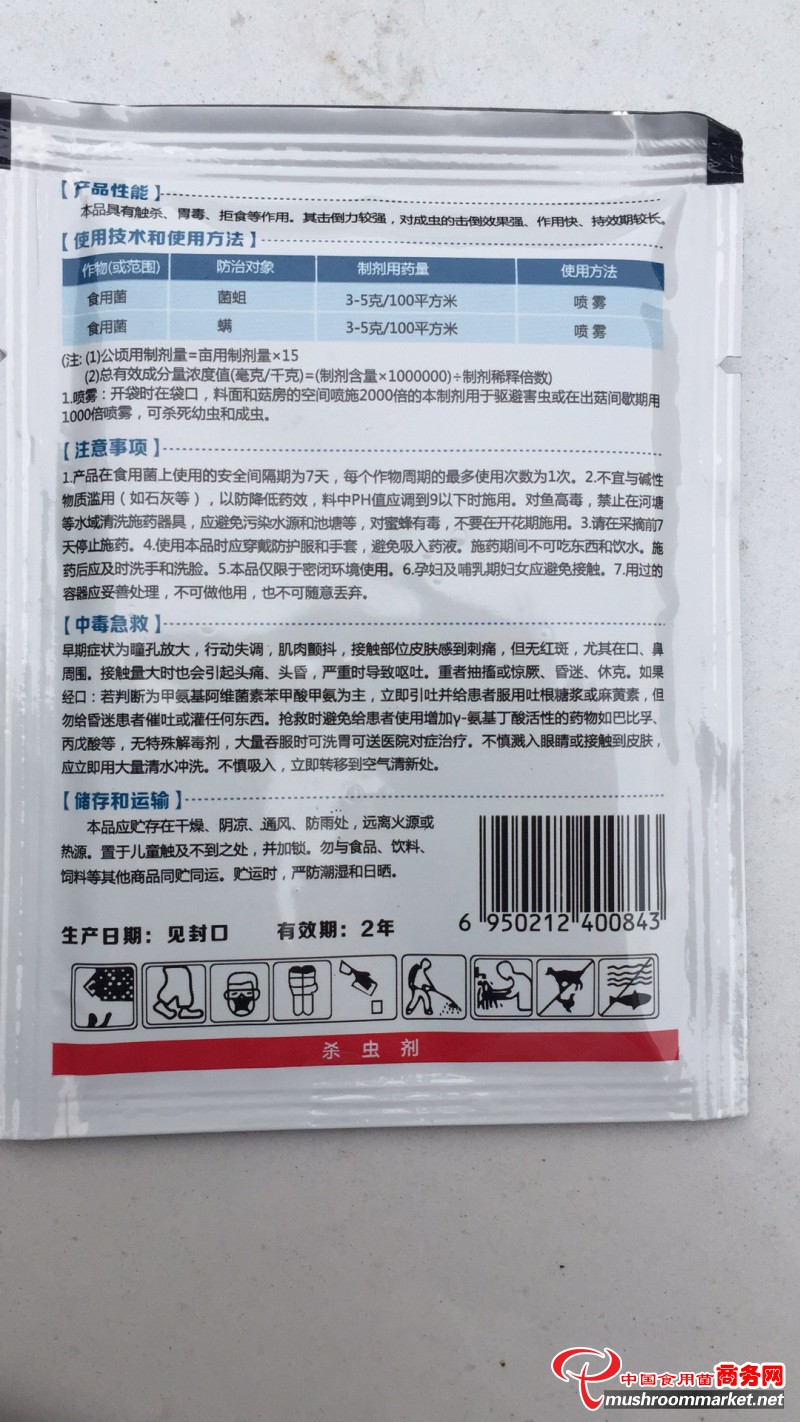 【产品性能】
本品具有触杀、胃毒、拒食等作用。其击倒力较强，对成虫的击倒效果强、作用快、持效期较长。
【使用技术和使用方法】
作物(或范围) 防治对象 制剂用药量 使用方法
食用菌 菌蛆 3-5克/100平方米 喷 雾
食用菌 螨 3-5克/100平方米 喷 雾
(注: (1)公顷用制剂量=亩用制剂量×15
(2)总有效成分量浓度值(毫克/千克)=(制剂含量×1000000)÷制剂稀释倍数)
1.喷雾：开袋时在袋口，料面和菇房的空间喷施2000倍的本制剂用于驱避害虫或在出菇间歇期用
1000倍喷雾，可杀死幼虫和成虫。
【注意事项】
1.产品在食用菌上使用的安全间隔期为7天，每个作物周期的最多使用次数为1次。2.不宜与碱性
物质滥用（如石灰等），以防降低药效，料中PH值应调到9以下时施用。对鱼高毒，禁止在河塘
等水域清洗施药器具，应避免污染水源和池塘等，对蜜蜂有毒，不要在开花期施用。3.请在采摘前7
天停止施药。4.使用本品时应穿戴防护服和手套，避免吸入药液。施药期间不可吃东西和饮水。施
药后应及时洗手和洗脸。5.本品仅限于密闭环境使用。6.孕妇及哺乳期妇女应避免接触。7.用过的
容器应妥善处理，不可做他用，也不可随意丢弃。
【中毒急救】
早期症状为瞳孔放大，行动失调，肌肉颤抖，接触部位皮肤感到刺痛，但无红斑，尤其在口、鼻
周围。接触量大时也会引起头痛、头昏，严重时导致呕吐。重者抽搐或惊厥、昏迷、休克。如果
经口：若判断为甲氨基阿维菌素苯甲酸甲氨为主，立即引吐并给患者服用吐根糖浆或麻黄素，但
勿给昏迷患者催吐或灌任何东西。抢救时避免给患者使用增加γ-氨基丁酸活性的药物如巴比孚、
丙戊酸等，无特殊解毒剂，大量吞服时可洗胃可送医院对症治疗。不慎溅入眼睛或接触到皮肤，
应立即用大量清水冲洗。不慎吸入，立即转移到空气清新处。
【储存和运输】
本品应贮存在干燥、阴凉、通风、防雨处，远离火源或
热源。置于儿童触及不到之处，并加锁。勿与食品、饮料、
饲料等其他商品同贮同运。贮运时，严防潮湿和日晒。
6 950212 400843
生产日期：见封口 有效期：2年
杀 虫 剂
中国食用菌商务网
mushroommarket.net